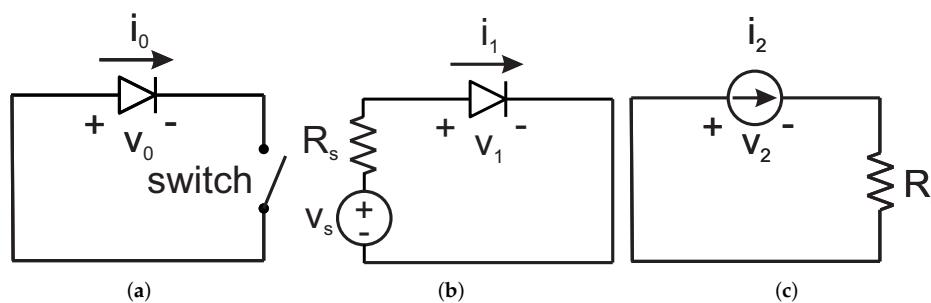 i₀
+ v₀ -
switch
(a)
i₁
+ v₁ -
Rₛ
vₛ + -
(b)
i₂
+ v₂ -
R
(c)